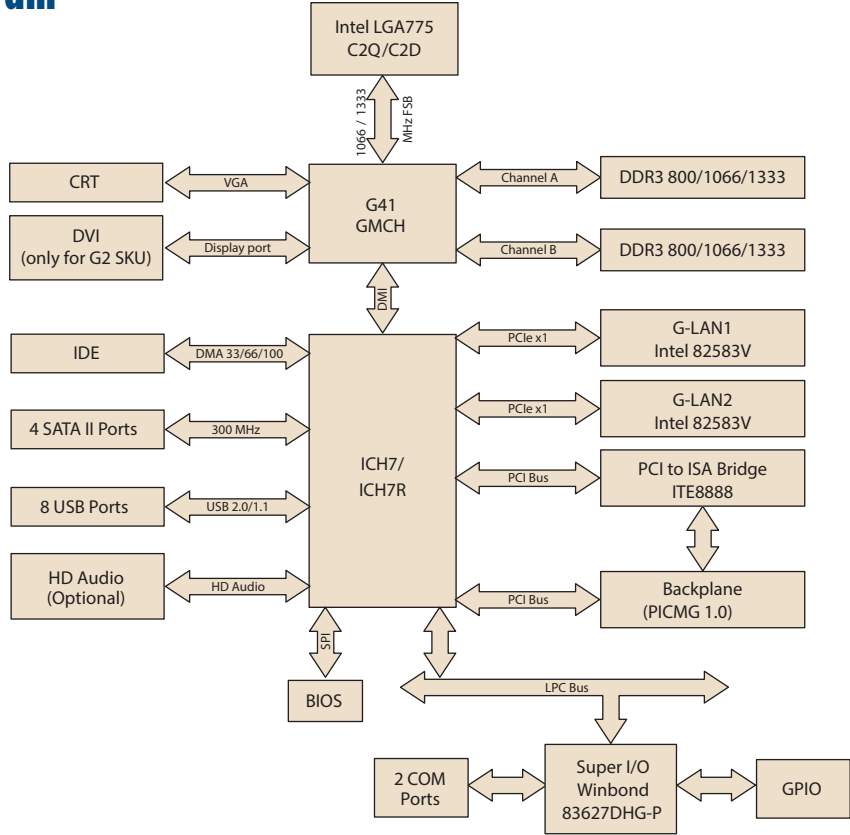 Intel LGA775
C2Q/C2D
1066 / 1333
MHz FSB
CRT
VGA
G41
GMCH
Channel A
DDR3 800/1066/1333
DVI
(only for G2 SKU)
Display port
Channel B
DDR3 800/1066/1333
DMI
IDE
DMA 33/66/100
PCIe x1
G-LAN1
Intel 82583V
4 SATA II Ports
300 MHz
PCIe x1
G-LAN2
Intel 82583V
ICH7/
ICH7R
8 USB Ports
USB 2.0/1.1
PCI Bus
PCI to ISA Bridge
ITE8888
HD Audio
(Optional)
HD Audio
PCI Bus
Backplane
(PICMG 1.0)
SPI
BIOS
LPC Bus
2 COM
Ports
Super I/O
Winbond
83627DHG-P
GPIO